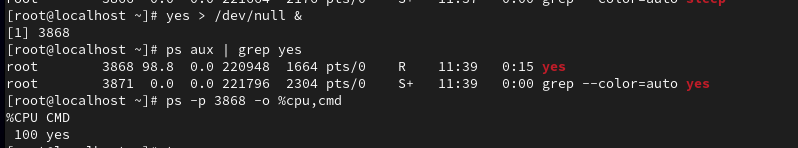 [root@localhost ~]# yes > /dev/null &
[1] 3868
[root@localhost ~]# ps aux | grep yes
root        3868 98.8  0.0 220948  1664 pts/0    R    11:39   0:15 yes
root        3871  0.0  0.0 221796  2304 pts/0    S+   11:39   0:00 grep --color=auto yes
[root@localhost ~]# ps -p 3868 -o %cpu,cmd
%CPU CMD
 100 yes